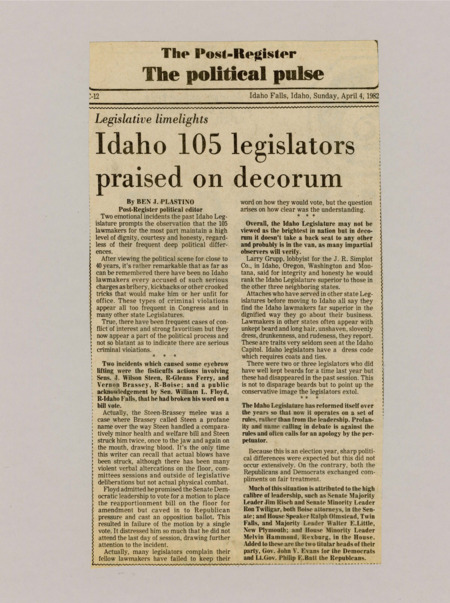 The Post-Register
The political pulse
C-12 Idaho Falls, Idaho, Sunday, April 4, 1982
Legislative limelights
Idaho 105 legislators
praised on decorum
By BEN J. PLASTINO
Post-Register political editor
Two emotional incidents the past Idaho Leg-
islature prompts the observation that the 105
lawmakers for the most part maintain a high
level of dignity, courtesy and honesty, regard-
less of their frequent deep political differ-
ences.
After viewing the political scene for close to
40 years, it's rather remarkable that as far as
can be remembered there have been no Idaho
lawmakers every accused of such serious
charges as bribery, kickbacks or other crooked
tricks that would make him or her unfit for
office. These types of criminal violations
appear all too frequent in Congress and in
many other state Legislatures.
True, there have been frequent cases of con-
flict of interest and strong favoritism but they
now appear a part of the political process and
not so blatant as to indicate there are serious
criminal violations.
* * *
Two incidents which caused some eyebrow
lifting were the fisticuffs actions involving
Sens. J. Wilson Steen, R-Glenns Ferry, and
Vernon Brassey, R-Boise; and a public
acknowledgement by Sen. William L. Floyd,
R-Idaho Falls, that he had broken his word on a
bill vote.
Actually, the Steen-Brassey melee was a
case where Brassey called Steen a profane
name over the way Steen handled a compara-
tively minor health and welfare bill and Steen
struck him twice, once to the jaw and again on
the mouth, drawing blood. It's the only time
this writer can recall that actual blows have
been struck, although there has been many
violent verbal altercations on the floor, com-
mittees sessions and outside of legislative
deliberations but not actual physical combat.
Floyd admitted he promised the Senate Dem-
ocratic leadership to vote for a motion to place
the reapportionment bill on the floor for
amendment but caved in to Republican
pressure and cast an opposition ballot. This
resulted in failure of the motion by a single
vote. It distressed him so much that he did not
attend the last day of session, drawing further
attention to the incident.
Actually, many legislators complain their
fellow lawmakers have failed to keep their
word on how they would vote, but the question
arises on how clear was the understanding.
* * *
Overall, the Idaho Legislature may not be
viewed as the brightest in nation but in deco-
rum it doesn't take a back seat to any other
and probably is in the van, as many impartial
observers will verify.
Larry Grupp, lobbyist for the J. R. Simplot
Co., in Idaho, Oregon, Washington and Mon-
tana, said for integrity and honesty he would
rank the Idaho Legislature superior to those in
the other three neighboring states.
Attaches who have served in other state Leg-
islatures before moving to Idaho all say they
find the Idaho lawmakers far superior in the
dignified way they go about their business.
Lawmakers in other states often appear with
unkept beard and long hair, unshaven, slovenly
dress, drunkenness, and rudeness, they report.
These are traits very seldom seen at the Idaho
Capitol. Idaho legislators have a dress code
which requires coats and ties.
There were two or three legislators who did
have well kept beards for a time last year but
these had disappeared in the past session. This
is not to disparage beards but to point up the
conservative image the legislators extol.
* * *
The Idaho Legislature has reformed itself over
the years so that now it operates on a set of
rules, rather than from the leadership. Profan-
ity and name calling in debate is against the
rules and often calls for an apology by the per-
petuator.
Because this is an election year, sharp politi-
cal differences were expected but this did not
occur extensively. On the contrary, both the
Republicans and Democrats exchanged com-
pliments on fair treatment.
Much of this situation is attributed to the high
calibre of leadership, such as Senate Majority
Leader Jim Risch and Senate Minority Leader
Ron Twiligar, both Boise attorneys, in the Sen-
ate; and House Speaker Ralph Olmstead, Twin
Falls, and Majority Leader Walter E. Little,
New Plymouth; and House Minority Leader
Melvin Hammond, Rexburg, in the House.
Added to these are the two titular heads of their
party, Gov. John V. Evans for the Democrats
and Lt.Gov. Philip E. Batt the Republicans.